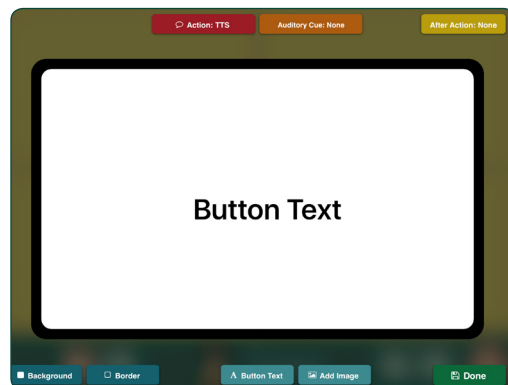 Action: TTS
Auditory Cue: None
After Action: None
Button Text
Background
Border
A Button Text
Add Image
Done